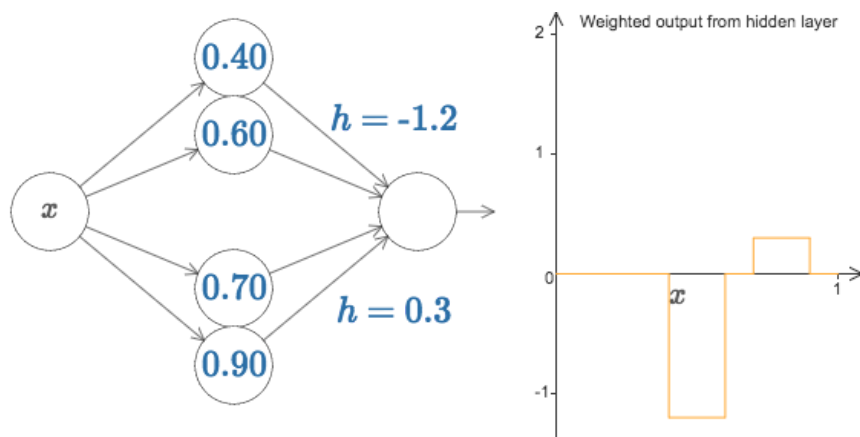 0.40
h = -1.2
0.60
x
0.70
h = 0.3
0.90
Weighted output from hidden layer
2
1
0
x
1
-1